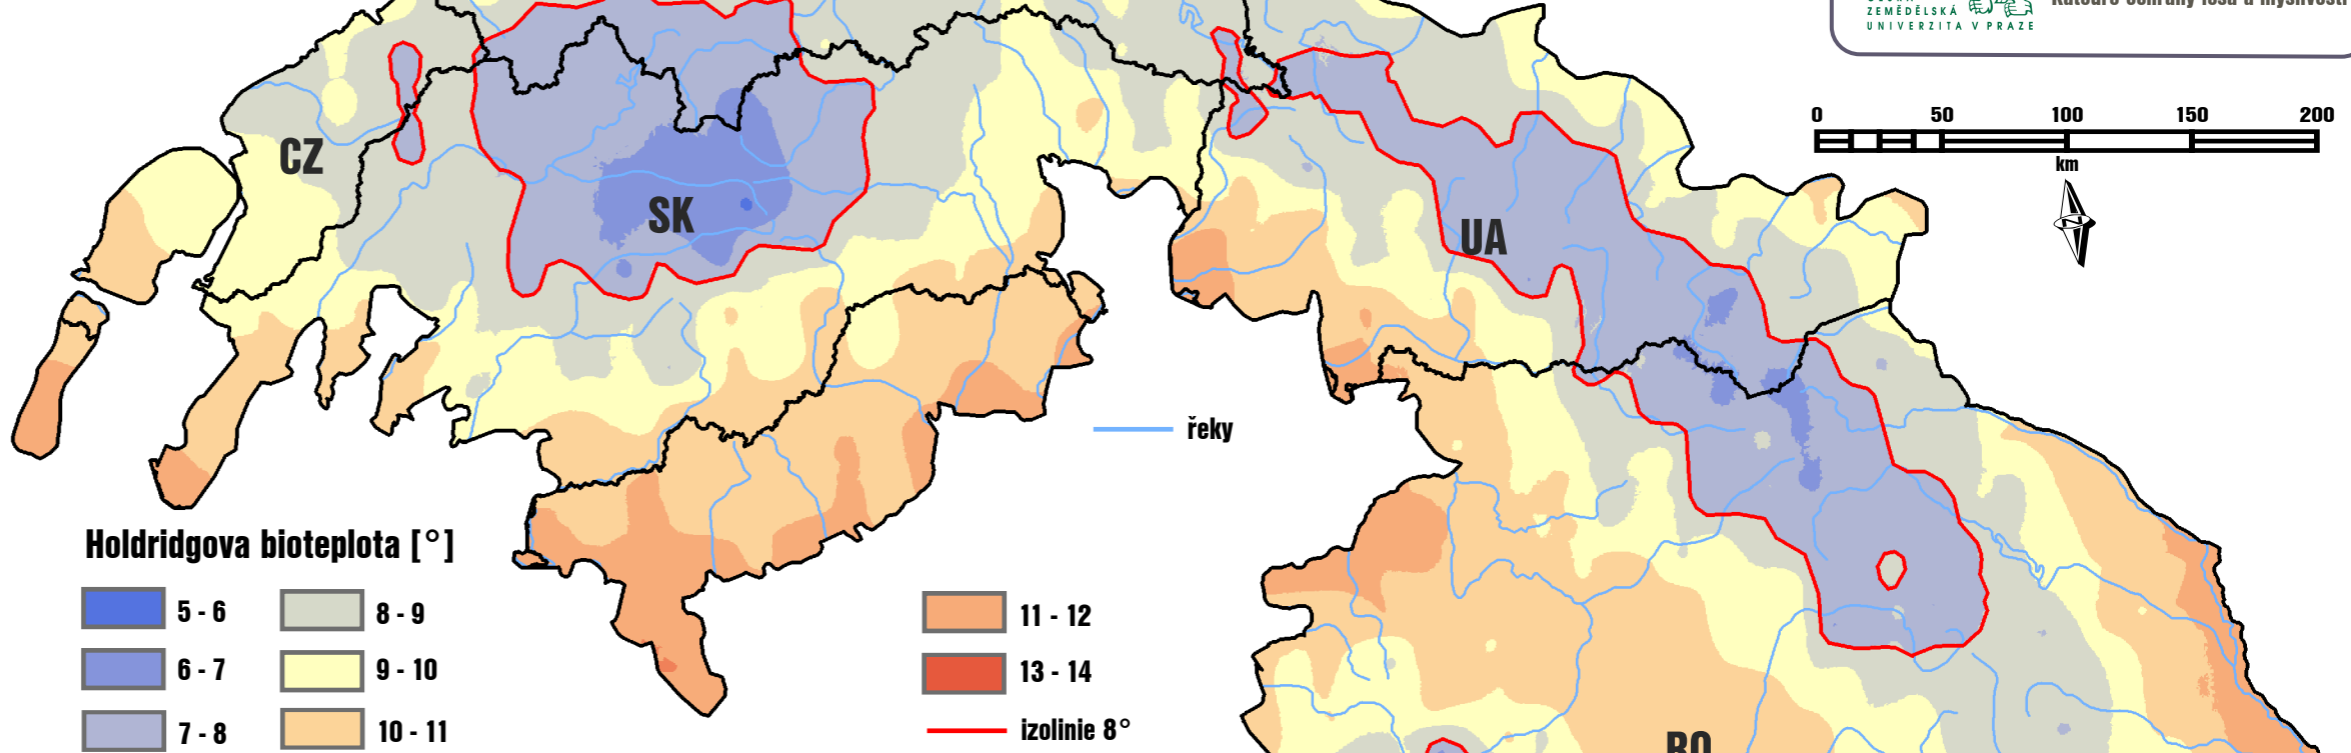 ZEMĚDĚLSKÁ
UNIVERZITA V PRAZE
0 50 100 150 200
km
CZ
SK
UA
RO
řeky
Holdridgova bioteplota [°]
5 - 6
6 - 7
7 - 8
8 - 9
9 - 10
10 - 11
11 - 12
13 - 14
izolinie 8°